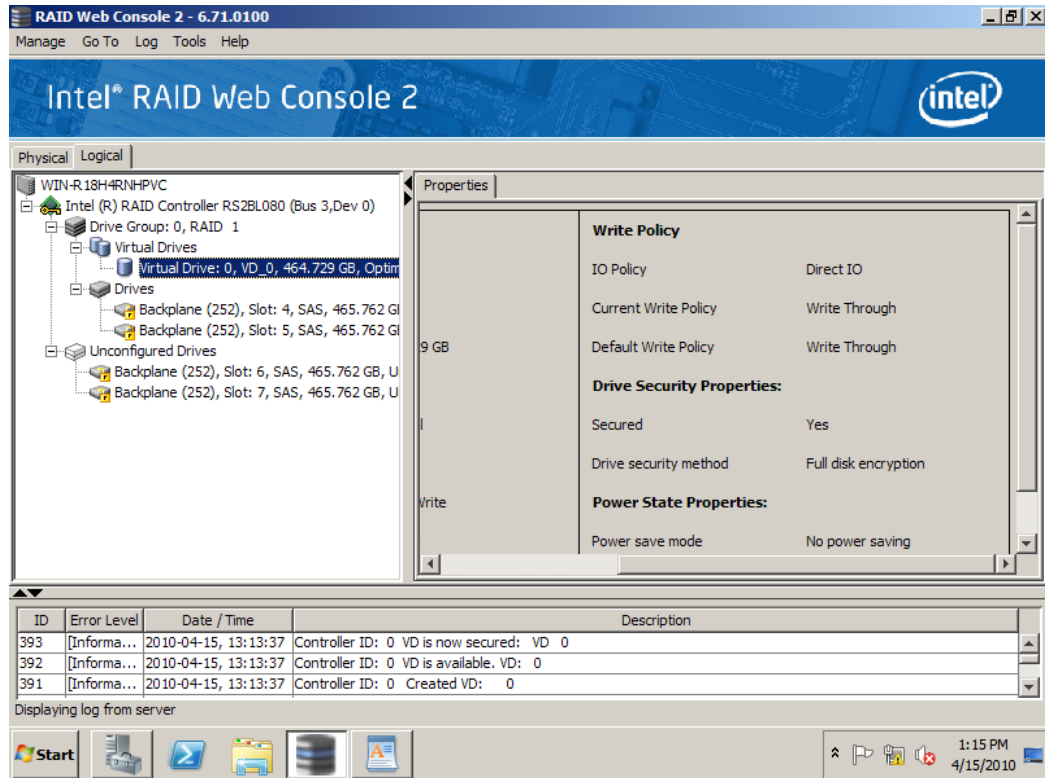 RAID Web Console 2 - 6.71.0100
Manage Go To Log Tools Help
Intel® RAID Web Console 2
intel
Physical Logical
WIN-R18H4RNHPVC
Intel (R) RAID Controller RS2BL080 (Bus 3,Dev 0)
Drive Group: 0, RAID 1
Virtual Drives
Virtual Drive: 0, VD_0, 464.729 GB, Optim
Drives
Backplane (252), Slot: 4, SAS, 465.762 G
Backplane (252), Slot: 5, SAS, 465.762 G
Unconfigured Drives
Backplane (252), Slot: 6, SAS, 465.762 GB, U
Backplane (252), Slot: 7, SAS, 465.762 GB, U
Properties
Write Policy
IO Policy Direct IO
Current Write Policy Write Through
9 GB Default Write Policy Write Through
Drive Security Properties:
Secured Yes
Drive security method Full disk encryption
Write Power State Properties:
Power save mode No power saving
ID Error Level Date / Time Description
393 [Informa... 2010-04-15, 13:13:37 Controller ID: 0 VD is now secured: VD 0
392 [Informa... 2010-04-15, 13:13:37 Controller ID: 0 VD is available. VD: 0
391 [Informa... 2010-04-15, 13:13:37 Controller ID: 0 Created VD: 0
Displaying log from server
Start
1:15 PM
4/15/2010